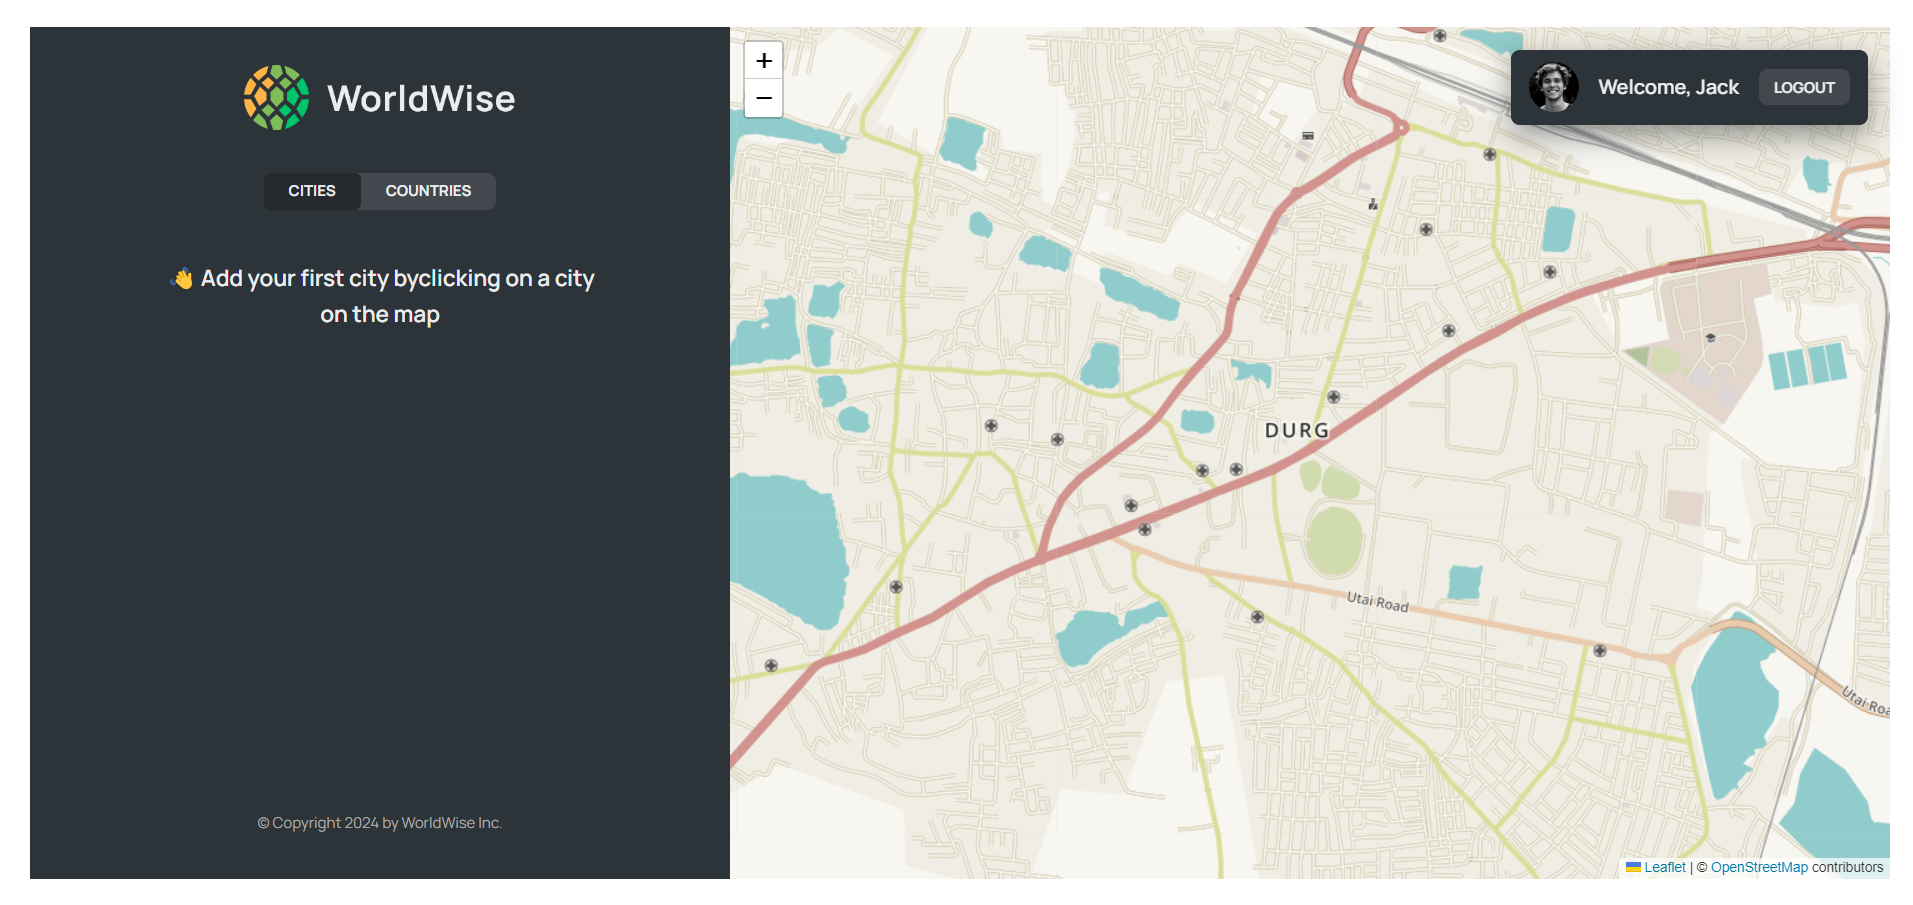 WorldWise
CITIES
COUNTRIES
👋 Add your first city byclicking on a city
on the map
© Copyright 2024 by WorldWise Inc.
+
−
Welcome, Jack
LOGOUT
DURG
Utai Road
Utai Roa
Leaflet | © OpenStreetMap contributors